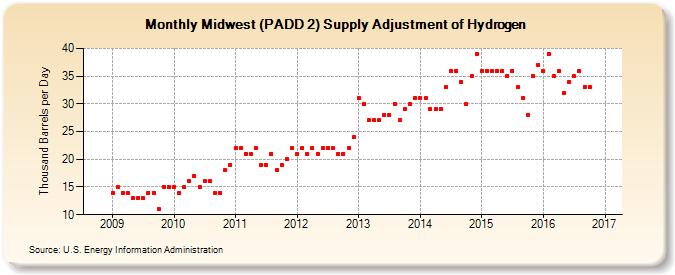 Monthly Midwest (PADD 2) Supply Adjustment of Hydrogen
Thousand Barrels per Day
40
35
30
25
20
15
10
2009 2010 2011 2012 2013 2014 2015 2016 2017
Source: U.S. Energy Information Administration